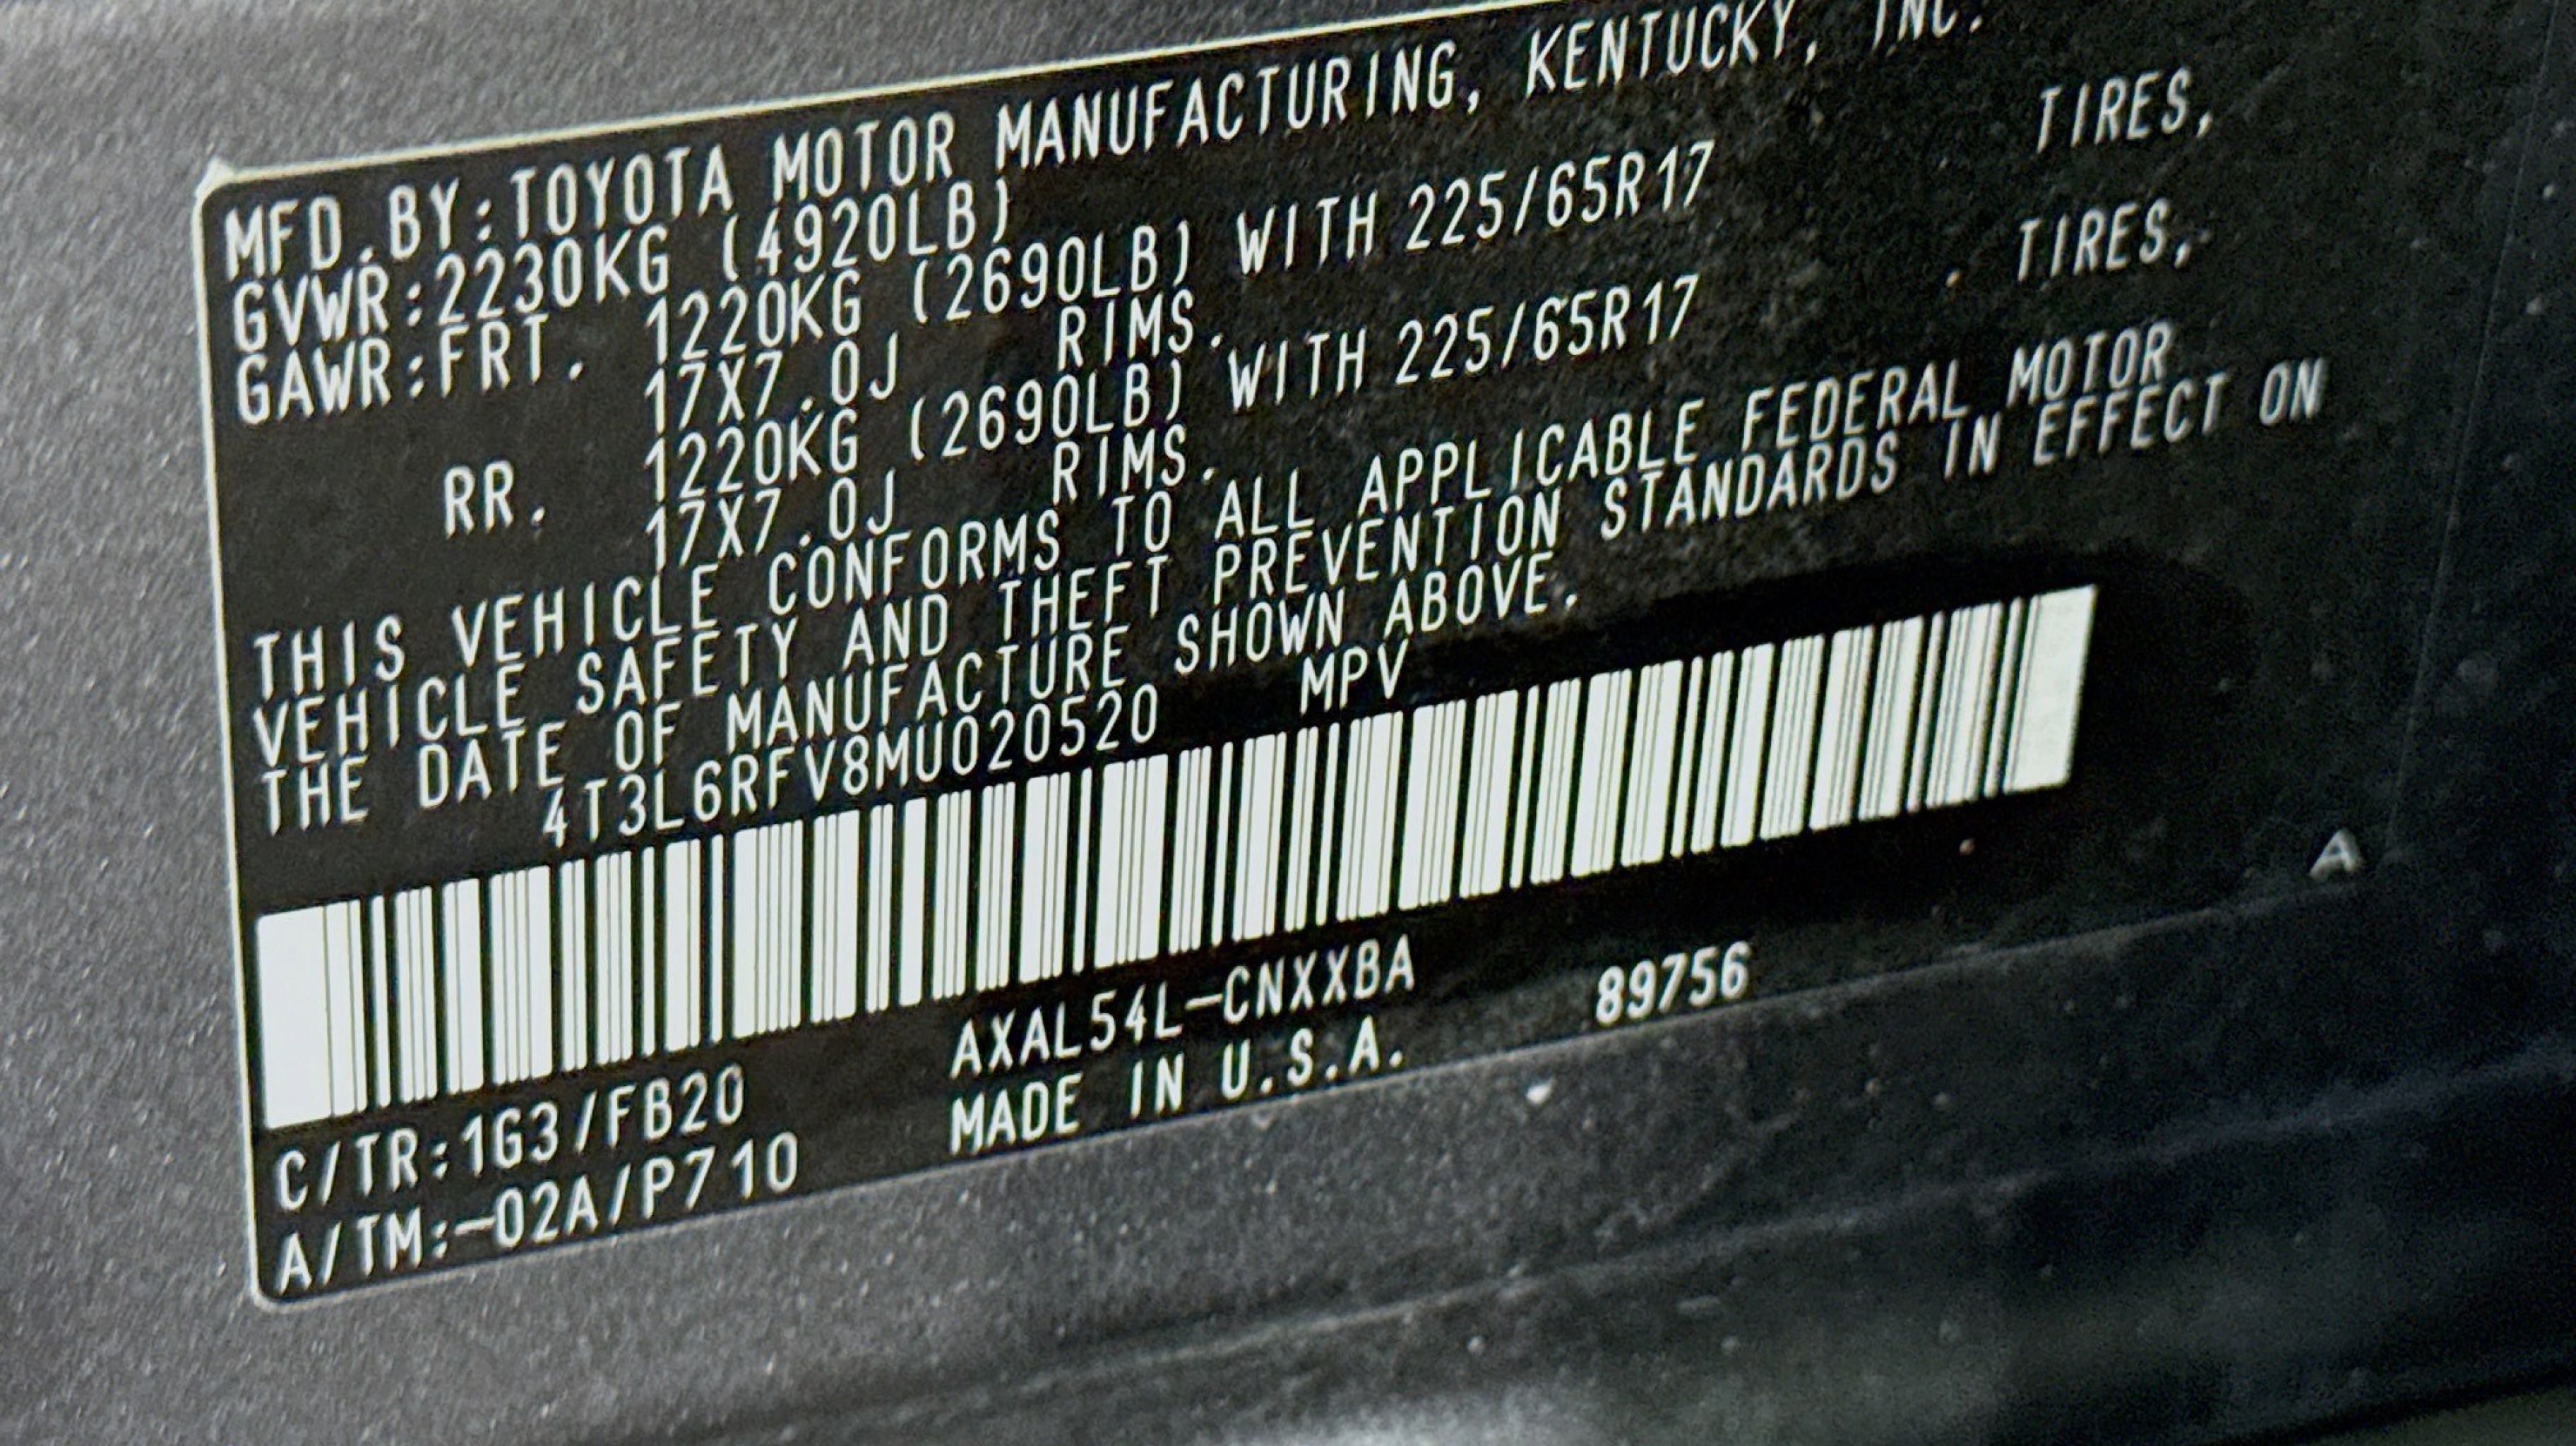 MFD.BY:TOYOTA MOTOR MANUFACTURING, KENTUCKY, INC.
GVWR:2230KG (4920LB)
GAWR:FRT. 1220KG (2690LB) WITH 225/65R17 TIRES,
17X7.0J RIMS.
RR. 1220KG (2690LB) WITH 225/65R17 TIRES,
17X7.0J RIMS.
THIS VEHICLE CONFORMS TO ALL APPLICABLE FEDERAL MOTOR
VEHICLE SAFETY AND THEFT PREVENTION STANDARDS IN EFFECT ON
THE DATE OF MANUFACTURE SHOWN ABOVE.
4T3L6RFV8MU020520 MPV
A
C/TR:1G3/FB20 AXAL54L-CNXXBA 89756
A/TM:-02A/P710 MADE IN U.S.A.